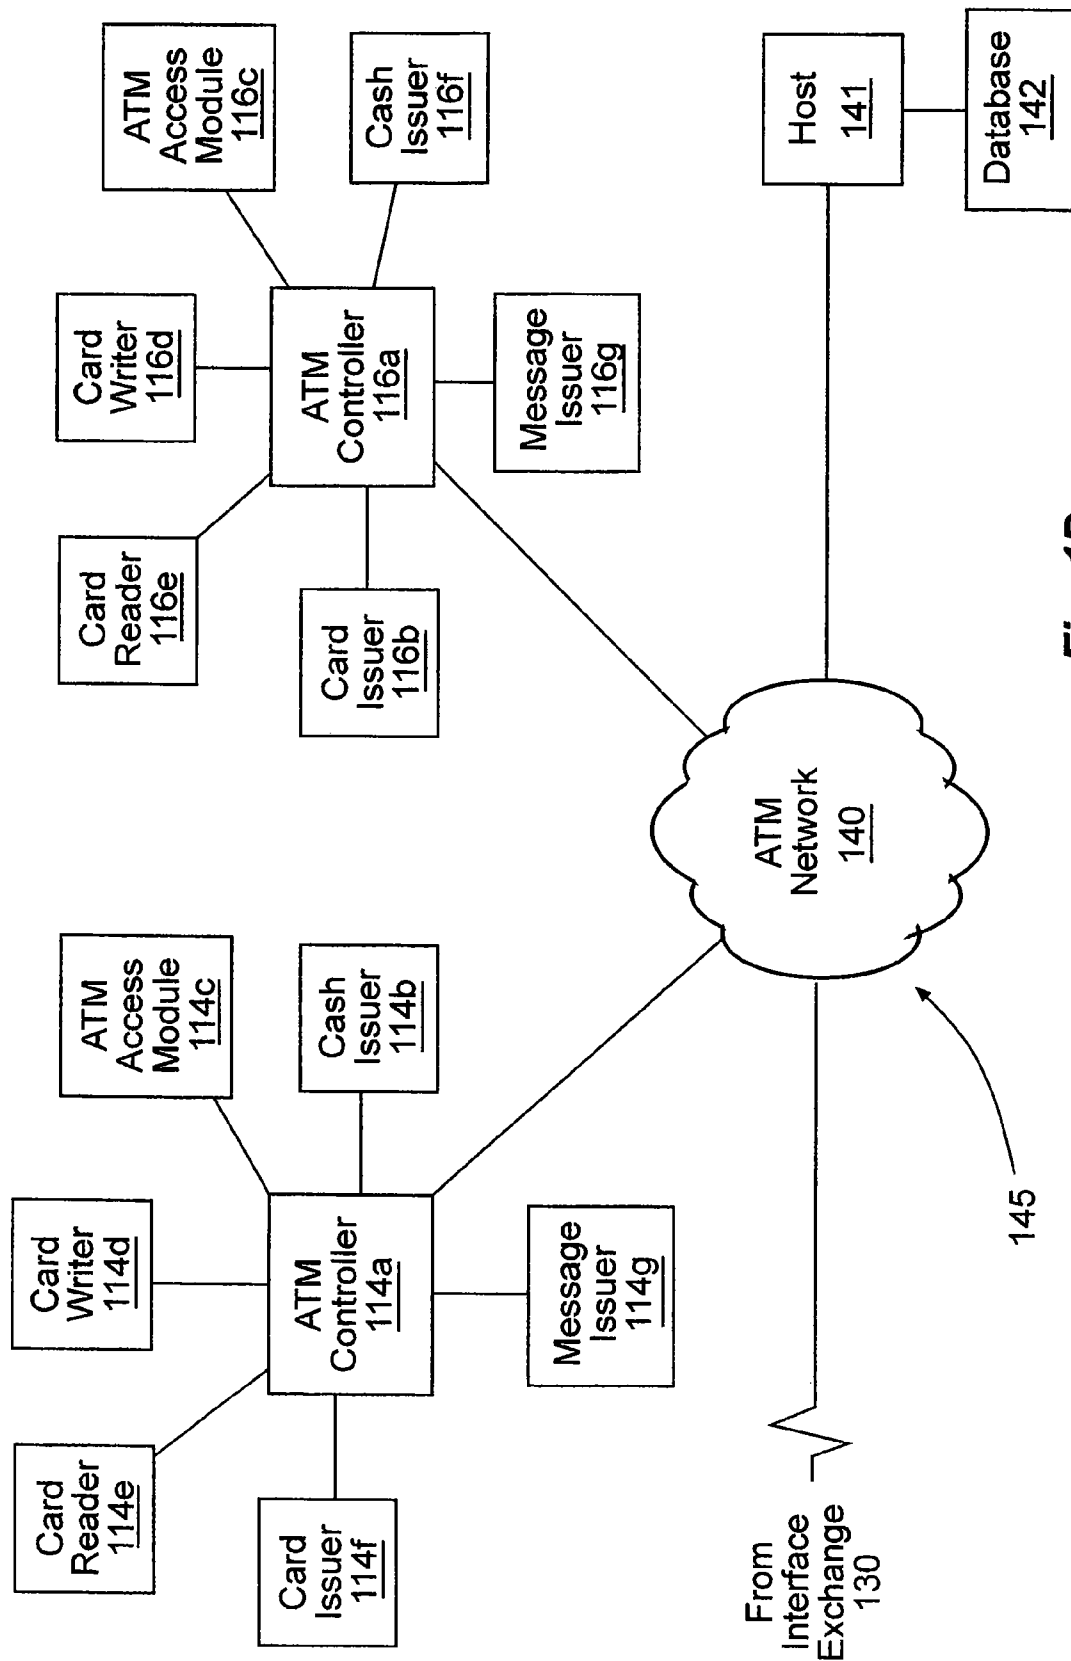 Card
Reader
114e
Card
Writer
114d
ATM
Access
Module
114c
Card
Issuer
114f
ATM
Controller
114a
Cash
Issuer
114b
Message
Issuer
114g
Card
Reader
116e
Card
Writer
116d
ATM
Access
Module
116c
Card
Issuer
116b
ATM
Controller
116a
Cash
Issuer
116f
Message
Issuer
116g
From
Interface
Exchange
130
145
ATM
Network
140
Host
141
Database
142